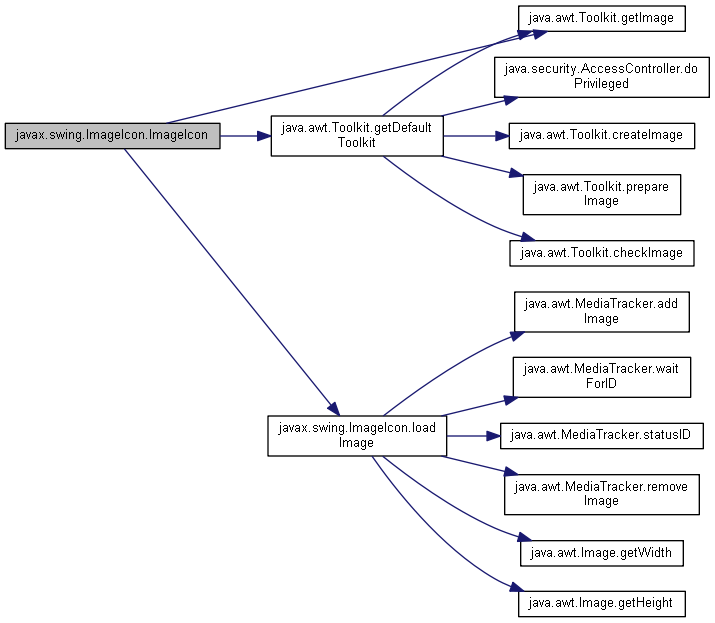 java.awt.Toolkit.getImage
java.security.AccessController.do
Privileged
javax.swing.ImageIcon.ImageIcon
java.awt.Toolkit.getDefault
Toolkit
java.awt.Toolkit.createImage
java.awt.Toolkit.prepare
Image
java.awt.Toolkit.checkImage
java.awt.MediaTracker.add
Image
java.awt.MediaTracker.wait
ForID
javax.swing.ImageIcon.load
Image
java.awt.MediaTracker.statusID
java.awt.MediaTracker.remove
Image
java.awt.Image.getWidth
java.awt.Image.getHeight